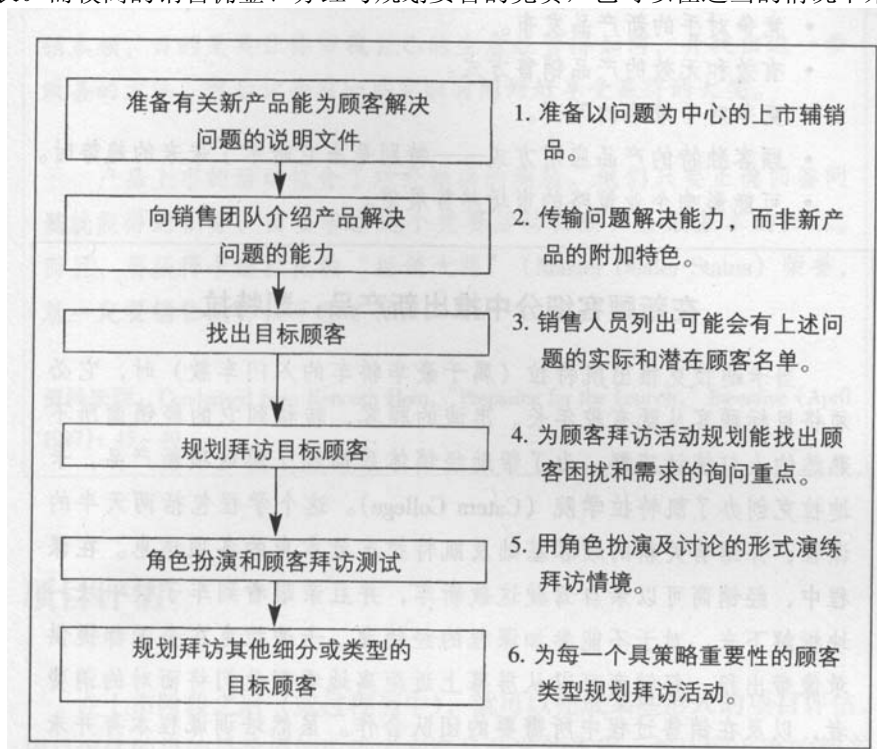 准备有关新产品能为顾客解决
问题的说明文件
1. 准备以问题为中心的上市辅销
品。
向销售团队介绍产品解决
问题的能力
2. 传输问题解决能力，而非新产
品的附加特色。
找出目标顾客
3. 销售人员列出可能会有上述问
题的实际和潜在顾客名单。
规划拜访目标顾客
4. 为顾客拜访活动规划能找出顾
客困扰和需求的询问重点。
角色扮演和顾客拜访测试
5. 用角色扮演及讨论的形式演练
拜访情境。
规划拜访其他细分或类型的
目标顾客
6. 为每一个具策略重要性的顾客
类型规划拜访活动。